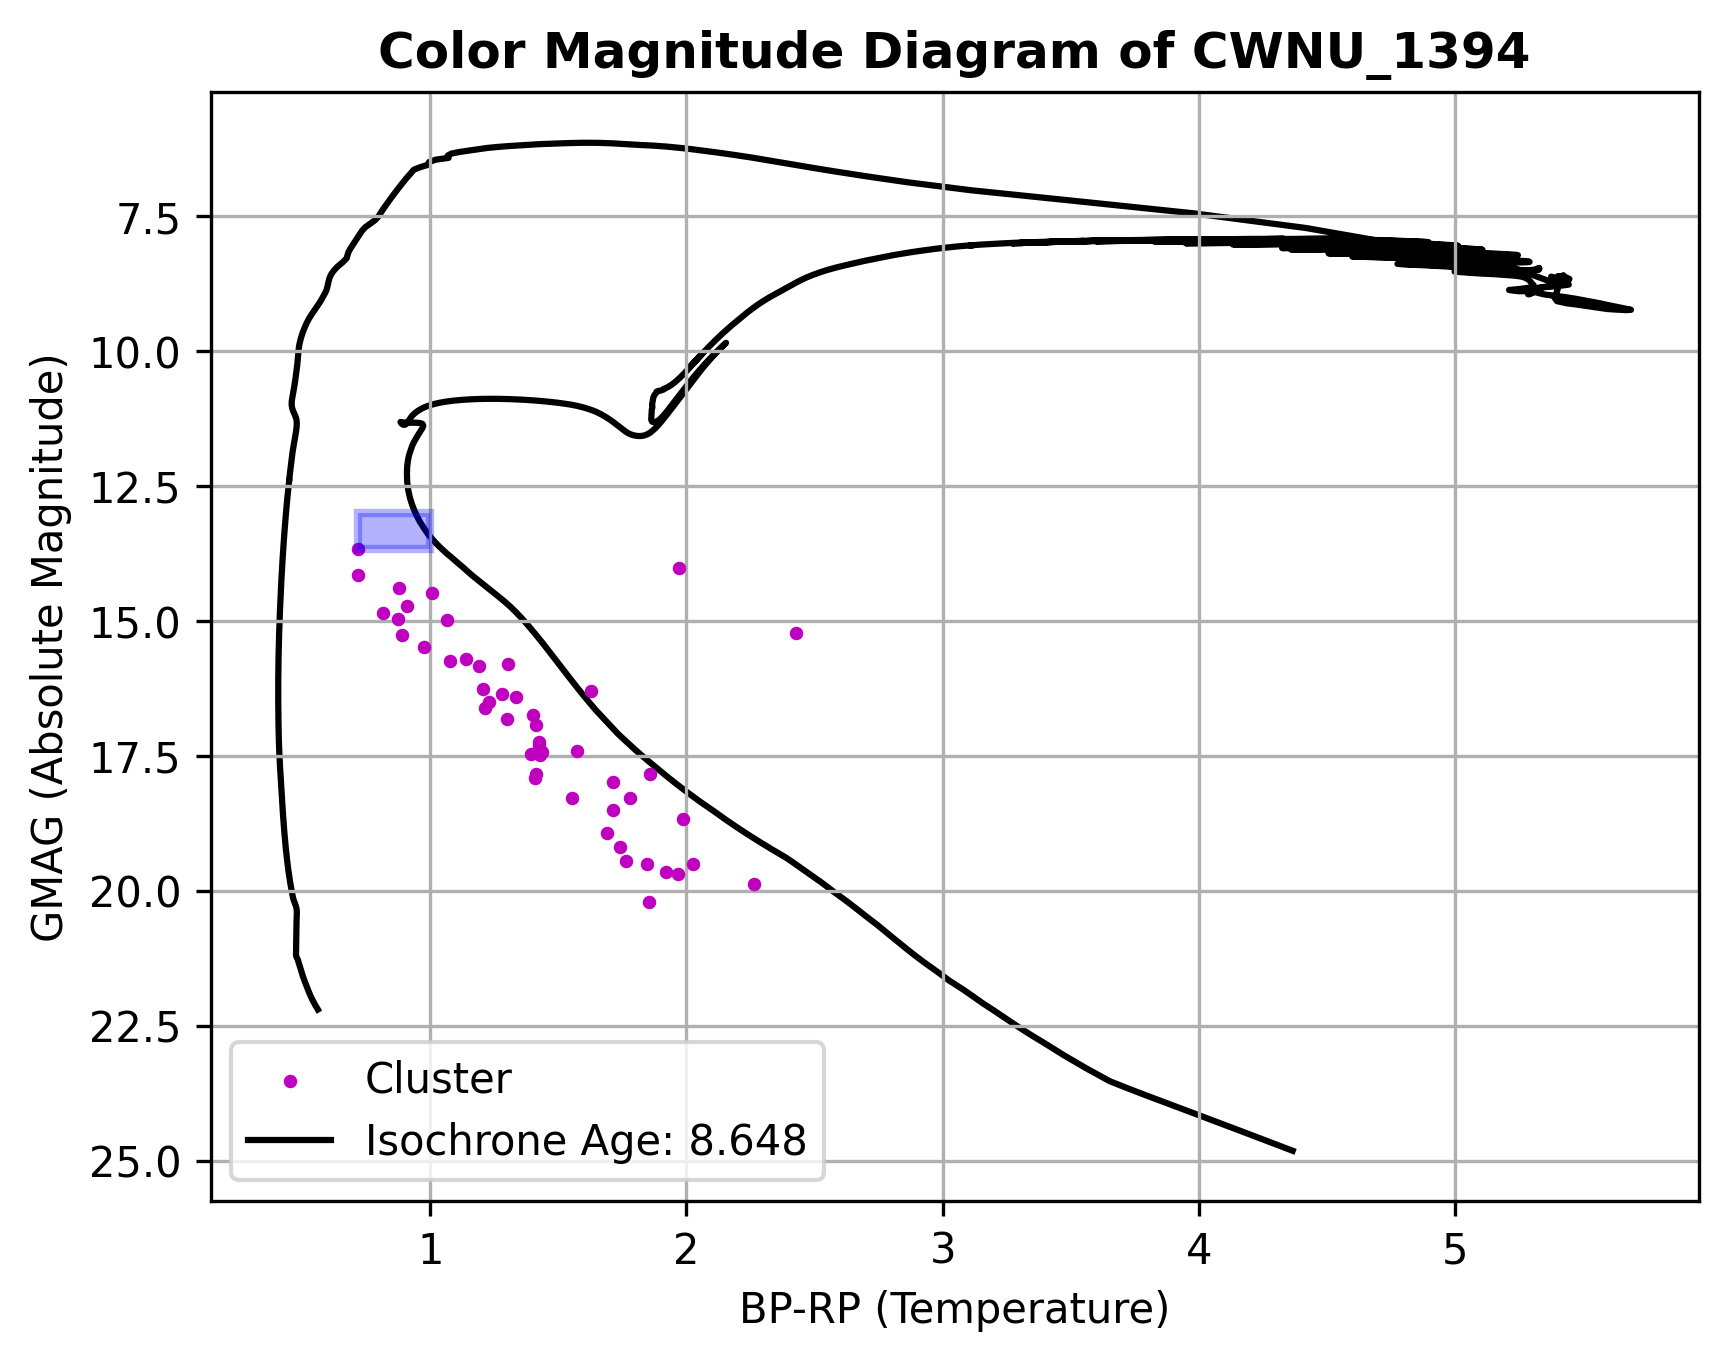 Color Magnitude Diagram of CWNU_1394
GMAG (Absolute Magnitude)
7.5
10.0
12.5
15.0
17.5
20.0
22.5
25.0
Cluster
Isochrone Age: 8.648
1 2 3 4 5
BP-RP (Temperature)